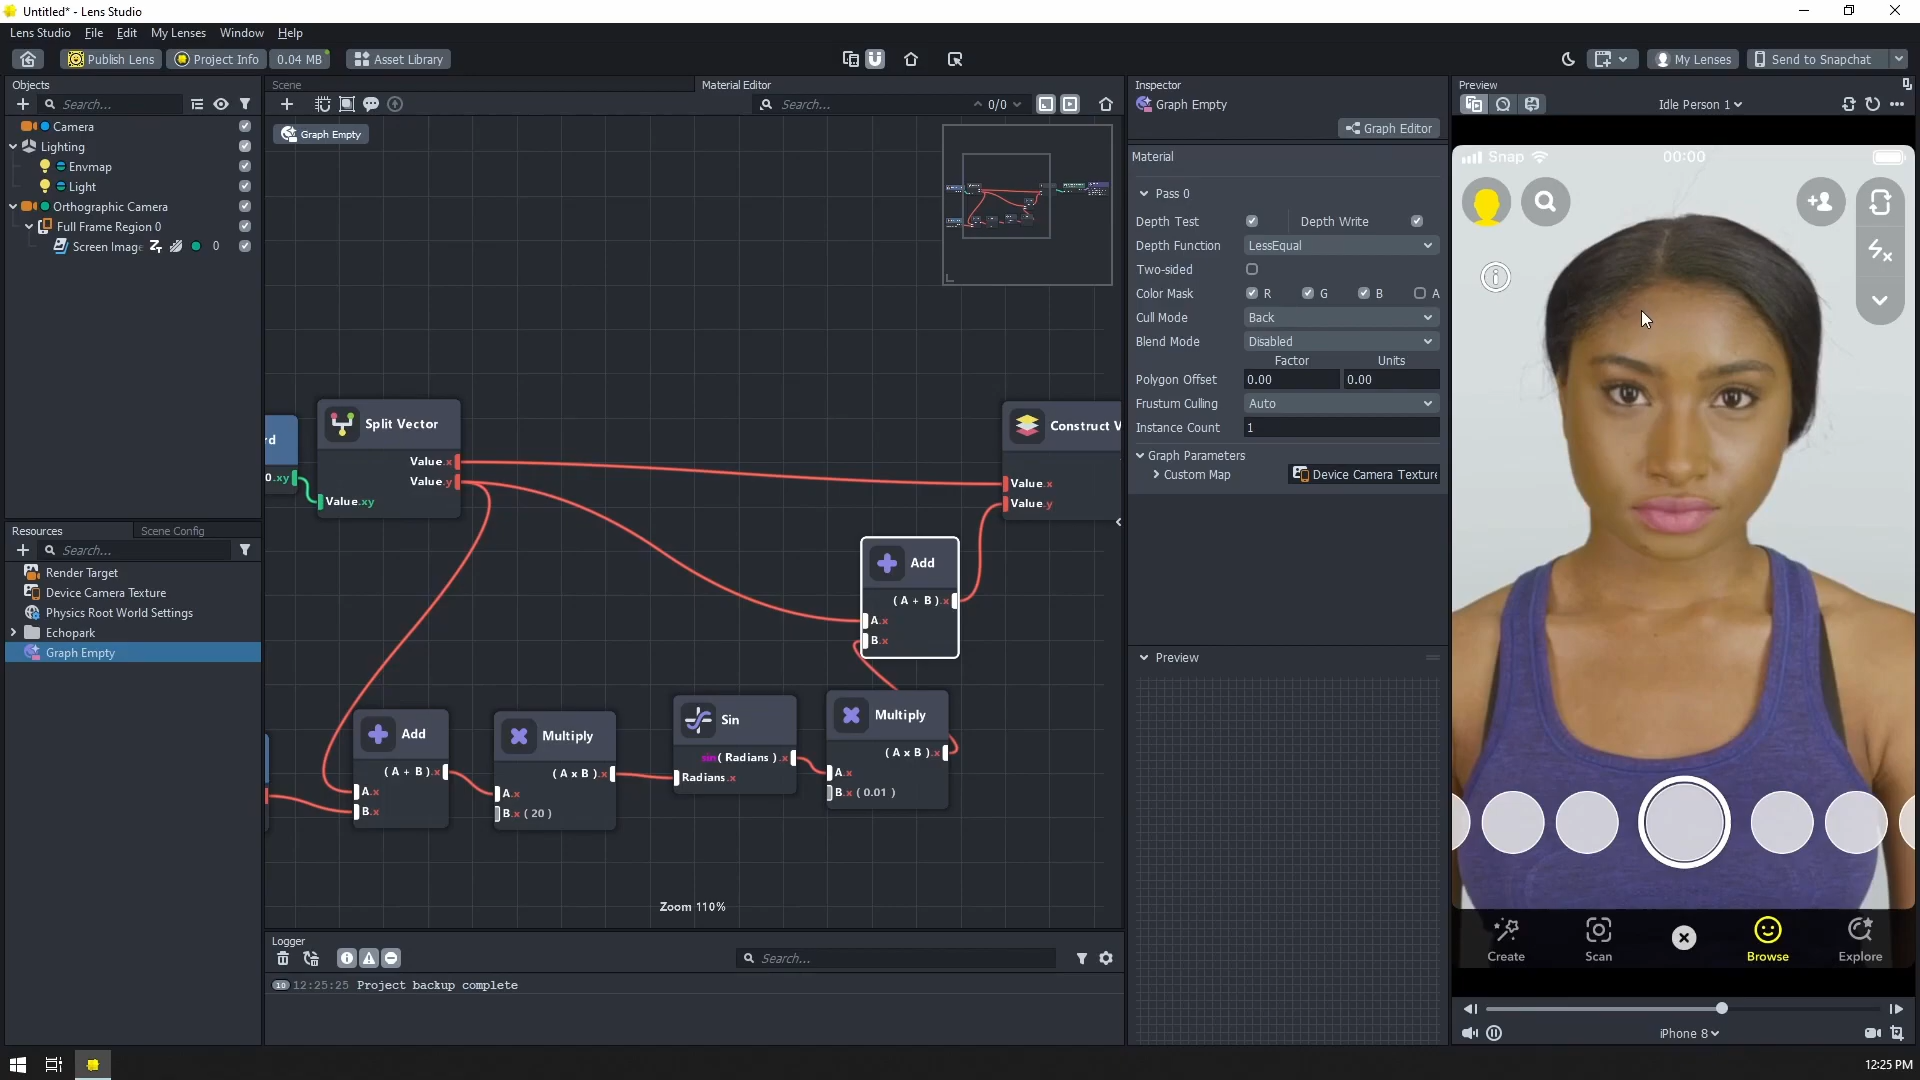 Untitled* - Lens Studio
Lens Studio File Edit My Lenses Window Help
Publish Lens Project Info 0.04 MB Asset Library My Lenses Send to Snapchat
Objects
Search...
Camera
Lighting
Envmap
Light
Orthographic Camera
Full Frame Region 0
Screen Image 0
Resources Scene Config
Search...
Render Target
Device Camera Texture
Physics Root World Settings
Echopark
Graph Empty
Scene Material Editor
Search... 0/0
Graph Empty
rd
0.xy
Split Vector
Value.x
Value.y
Value.xy
Construct V
Value.x
Value.y
Add
( A + B ).x
A.x
B.x
Add
( A + B ).x
A.x
B.x
Multiply
( A x B ).x
A.x
B.x ( 20 )
Sin
sin( Radians ).x
Radians.x
Multiply
( A x B ).x
A.x
B.x ( 0.01 )
Zoom 110%
Logger
Search...
10 12:25:25 Project backup complete
Inspector
Graph Empty
Graph Editor
Material
Pass 0
Depth Test Depth Write
Depth Function LessEqual
Two-sided
Color Mask R G B A
Cull Mode Back
Blend Mode Disabled
Factor Units
Polygon Offset 0.00 0.00
Frustum Culling Auto
Instance Count 1
Graph Parameters
Custom Map Device Camera Texture
Preview
Preview
Idle Person 1
Snap 00:00
Create Scan Browse Explore
iPhone 8
12:25 PM